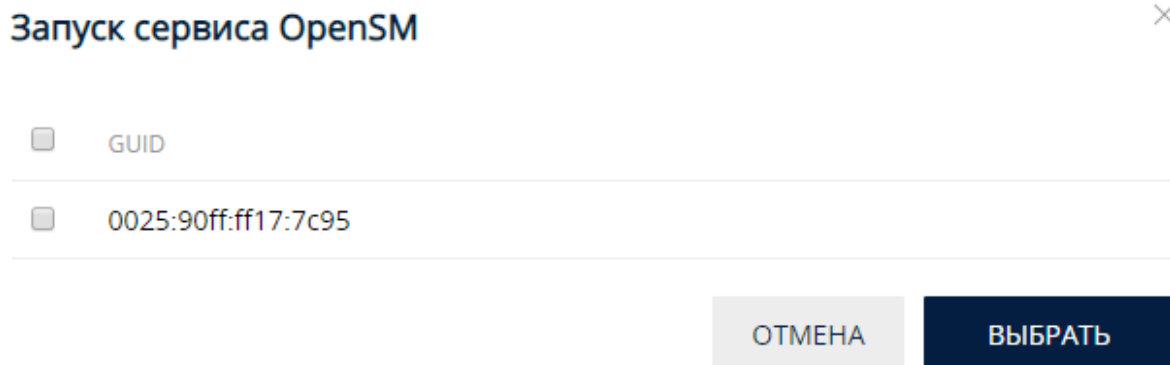 Запуск сервиса OpenSM
GUID
0025:90ff:ff17:7c95
ОТМЕНА ВЫБРАТЬ